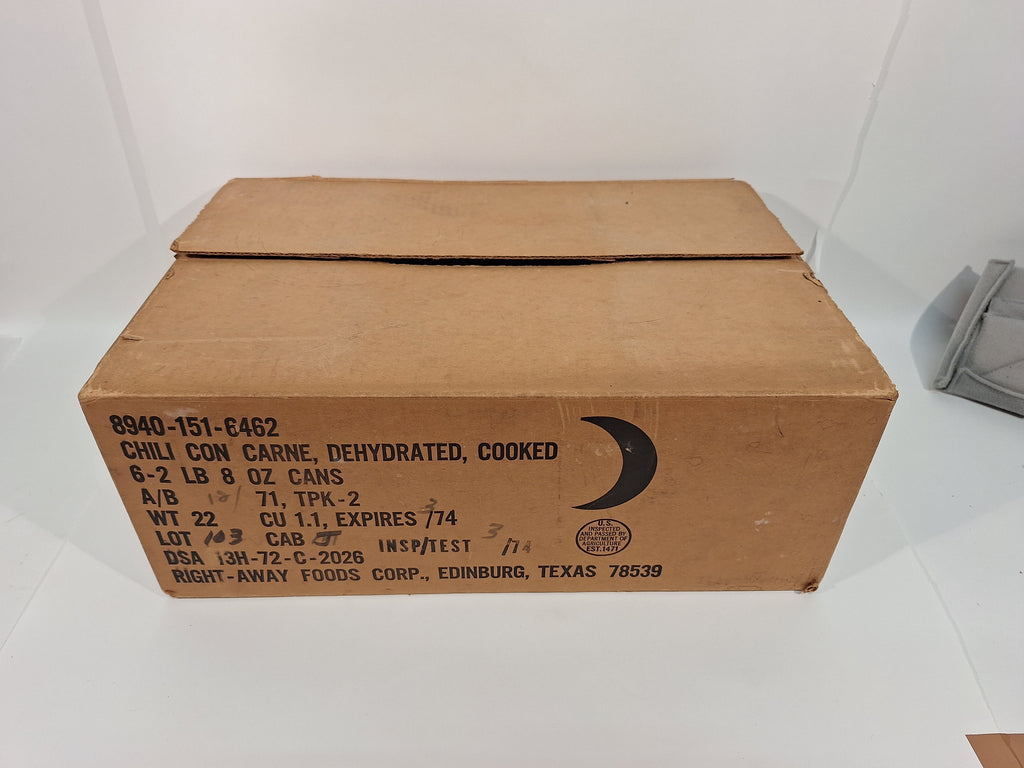 8940-151-6462
CHILI CON CARNE, DEHYDRATED, COOKED
6-2 LB 8 OZ CANS
A/B 12/ 71, TPK-2
WT 22 CU 1.1, EXPIRES 3/74
LOT 103 CAB
INSP/TEST 3/74
DSA 13H-72-C-2026
RIGHT-AWAY FOODS CORP., EDINBURG, TEXAS 78539
U.S.
INSPECTED
AND PASSED BY
DEPARTMENT OF
AGRICULTURE
EST.1471